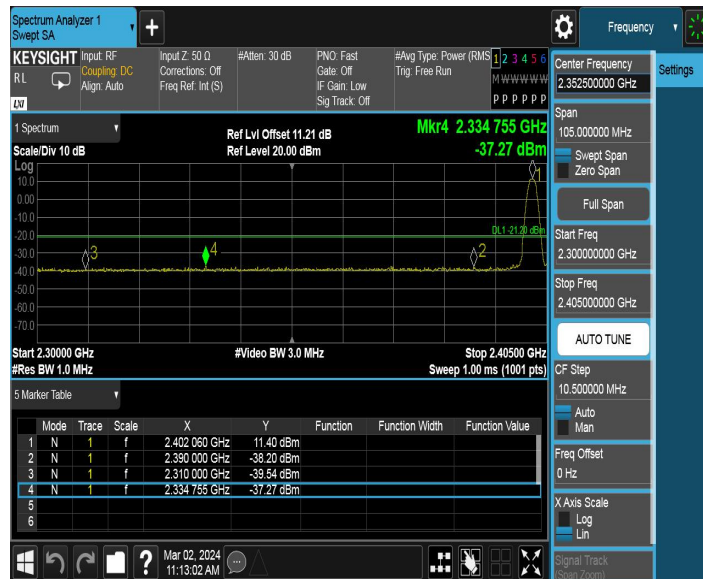 Spectrum Analyzer 1
Swept SA
+
Frequency
KEYSIGHT
RL
LXI
Input: RF
Coupling: DC
Align: Auto
Input Z: 50 Ω
Corrections: Off
Freq Ref: Int (S)
#Atten: 30 dB
PNO: Fast
Gate: Off
IF Gain: Low
Sig Track: Off
#Avg Type: Power (RMS
Trig: Free Run
1 2 3 4 5 6
M W W W W W
P P P P P P
1 Spectrum
Scale/Div 10 dB
Ref Lvl Offset 11.21 dB
Ref Level 20.00 dBm
Mkr4 2.334 755 GHz
-37.27 dBm
Log
10.0
0.00
-10.0
-20.0
-30.0
-40.0
-50.0
-60.0
-70.0
1
DL1 -21.20 dBm
3
4
2
Start 2.30000 GHz
#Res BW 1.0 MHz
#Video BW 3.0 MHz
Stop 2.40500 GHz
Sweep 1.00 ms (1001 pts)
5 Marker Table
Mode Trace Scale X Y Function Function Width Function Value
1 N 1 f 2.402 060 GHz 11.40 dBm
2 N 1 f 2.390 000 GHz -38.20 dBm
3 N 1 f 2.310 000 GHz -39.54 dBm
4 N 1 f 2.334 755 GHz -37.27 dBm
5
6
?
Mar 02, 2024
11:13:02 AM
Center Frequency
2.352500000 GHz
Span
105.000000 MHz
Swept Span
Zero Span
Full Span
Start Freq
2.300000000 GHz
Stop Freq
2.405000000 GHz
AUTO TUNE
CF Step
10.500000 MHz
Auto
Man
Freq Offset
0 Hz
X Axis Scale
Log
Lin
Signal Track
(Span Zoom)
Settings